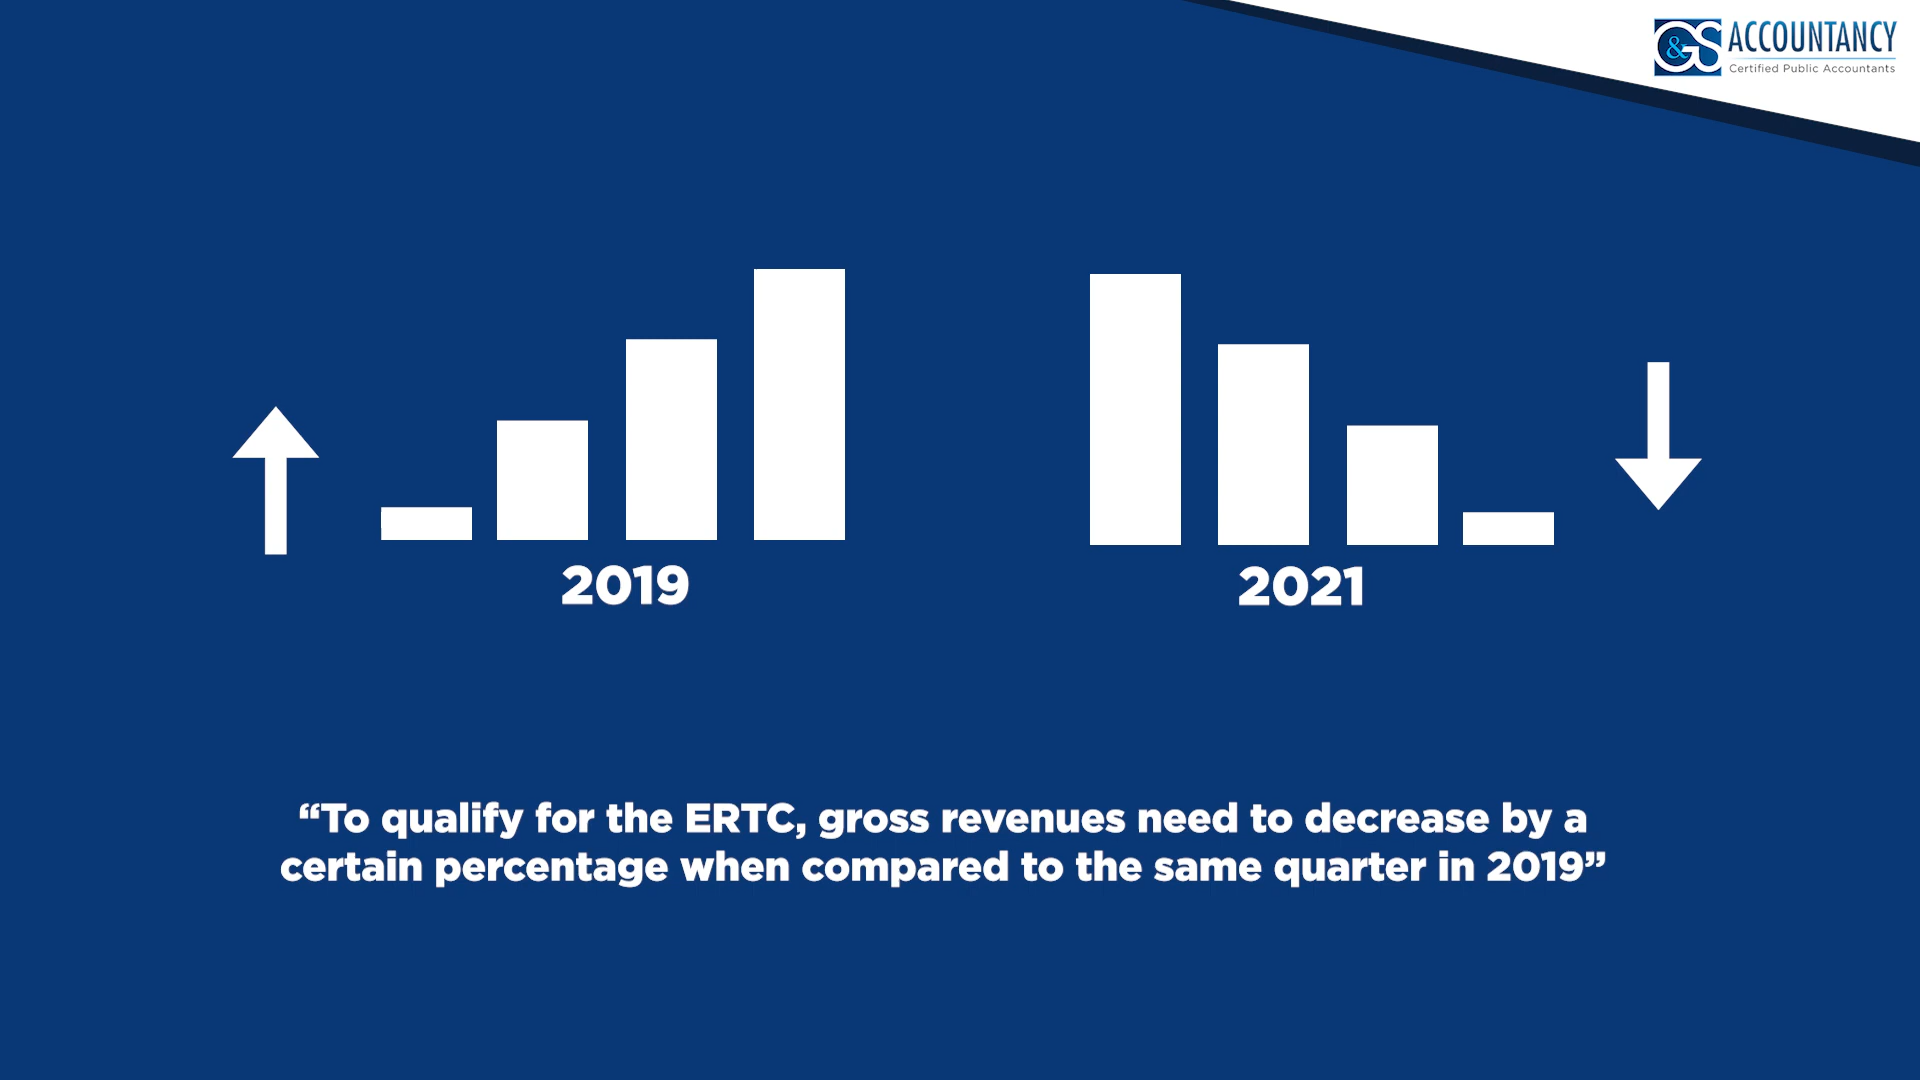 G&S ACCOUNTANCY
Certified Public Accountants
2019
2021
“To qualify for the ERTC, gross revenues need to decrease by a
certain percentage when compared to the same quarter in 2019”